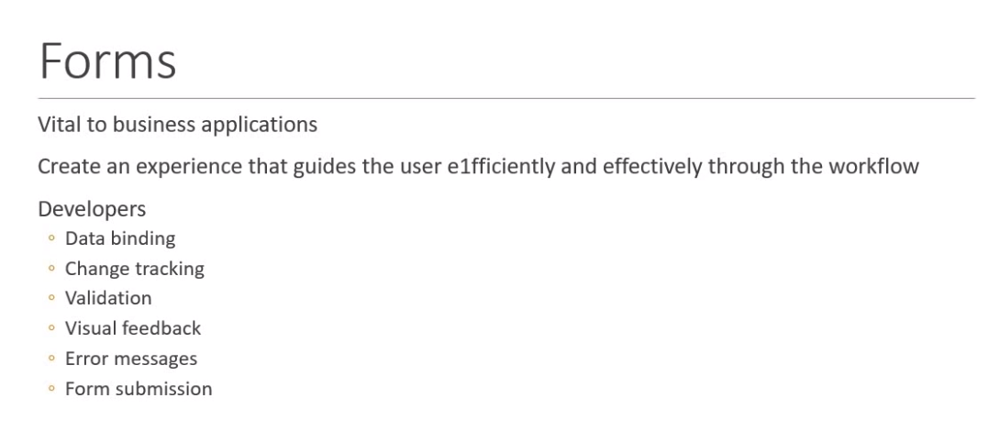 Forms
Vital to business applications
Create an experience that guides the user e1fficiently and effectively through the workflow
Developers
◦ Data binding
◦ Change tracking
◦ Validation
◦ Visual feedback
◦ Error messages
◦ Form submission